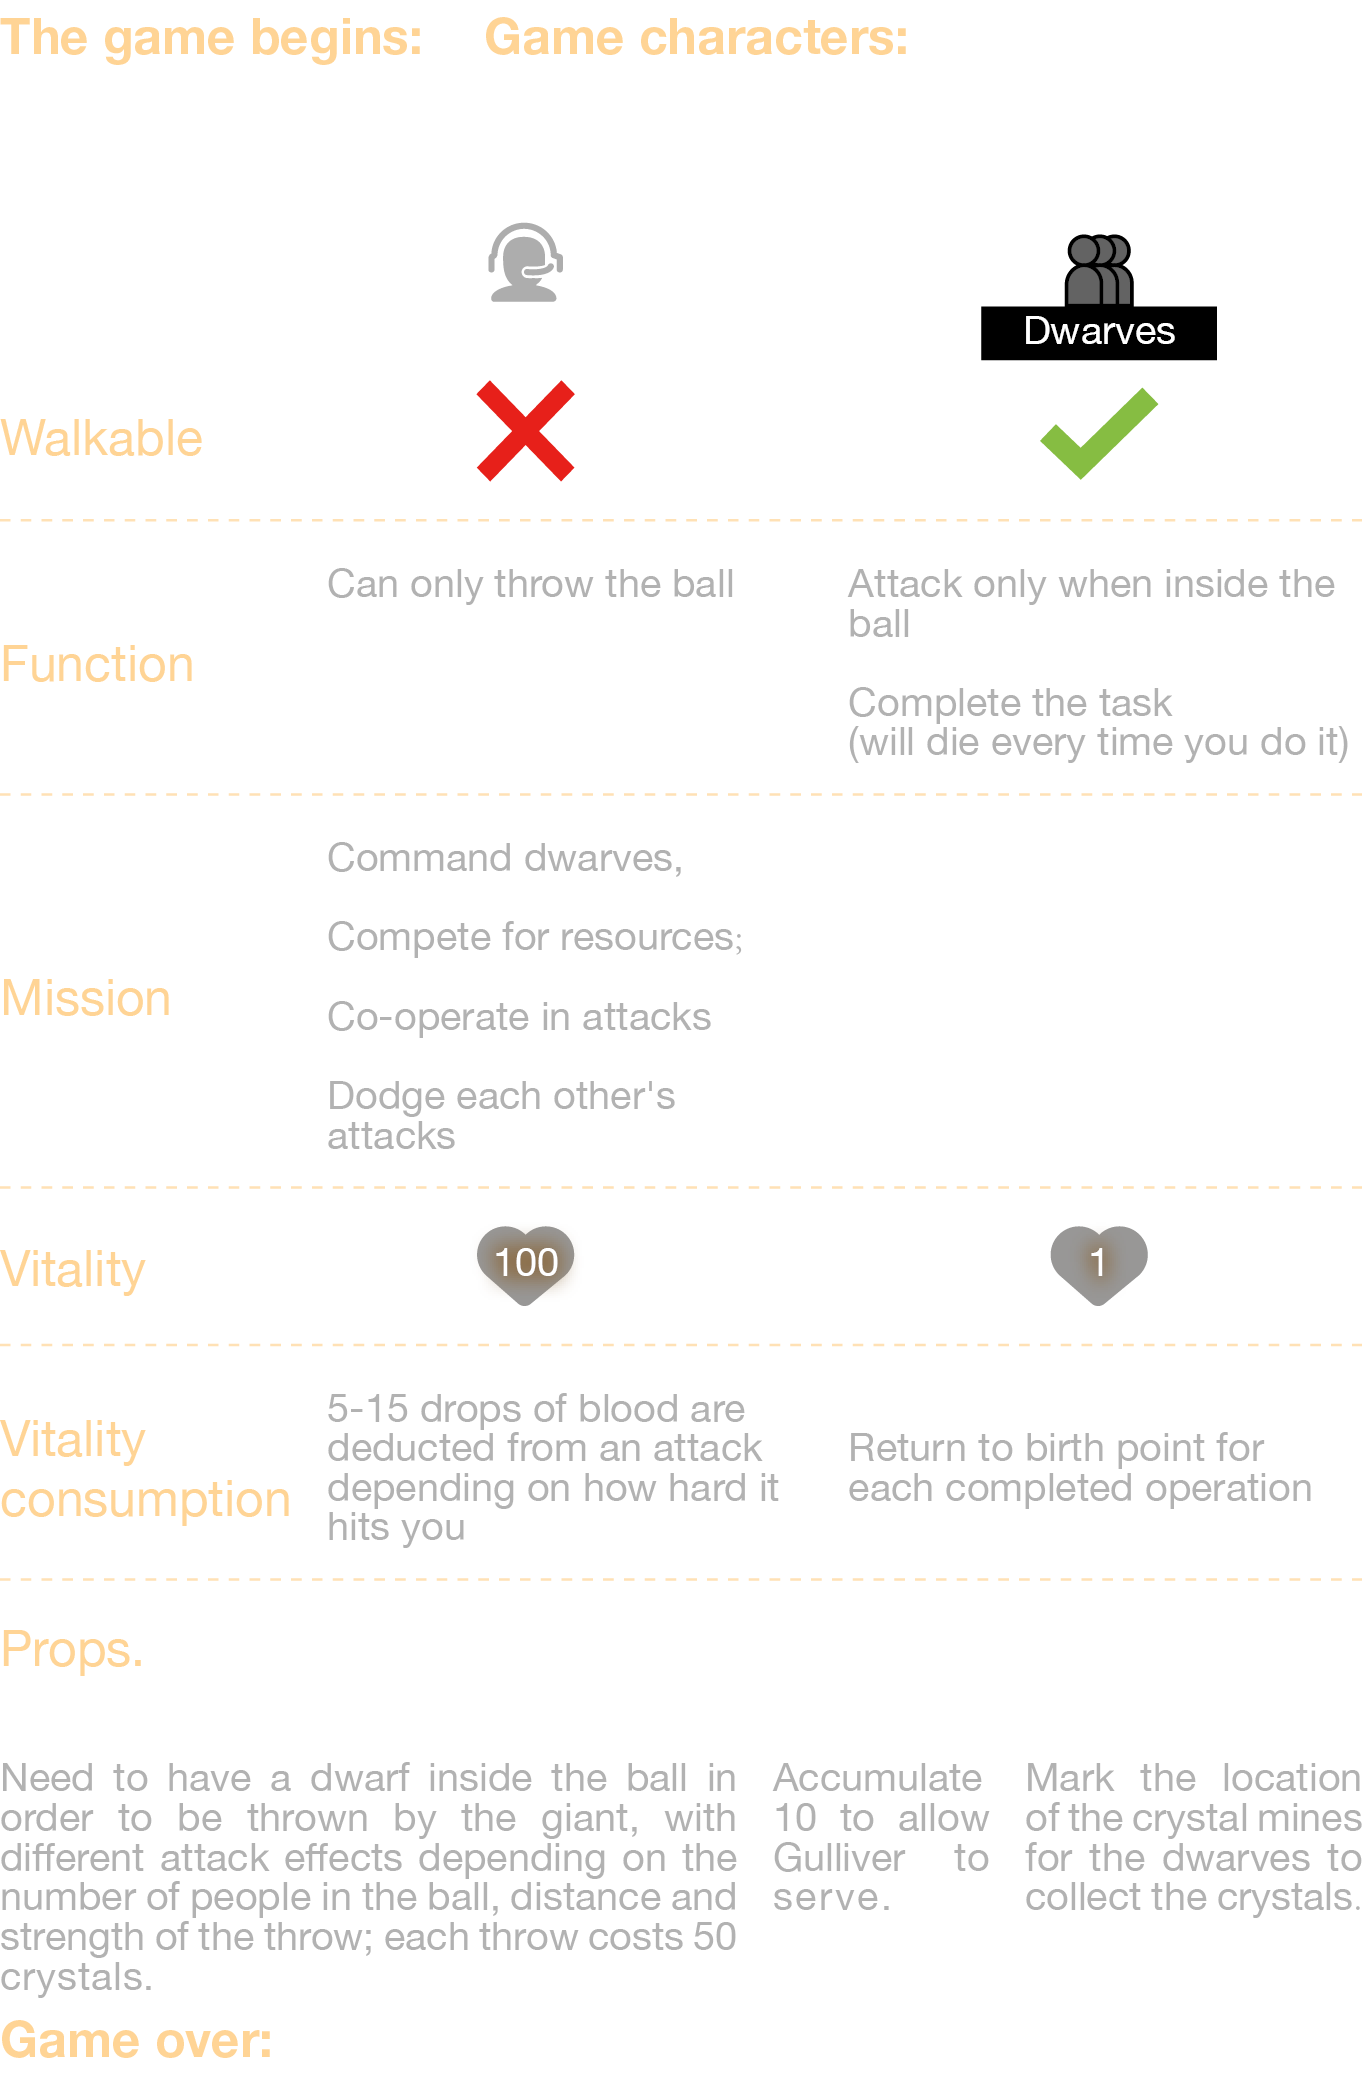 The game begins:
Game characters:
Dwarves
Walkable
Function
Can only throw the ball
Attack only when inside the
ball
Complete the task
(will die every time you do it)
Mission
Command dwarves,
Compete for resources;
Co-operate in attacks
Dodge each other's
attacks
Vitality
100
1
Vitality
consumption
5-15 drops of blood are
deducted from an attack
depending on how hard it
hits you
Return to birth point for
each completed operation
Props.
Need to have a dwarf inside the ball in
order to be thrown by the giant, with
different attack effects depending on the
number of people in the ball, distance and
strength of the throw; each throw costs 50
crystals.
Accumulate
10 to allow
Gulliver to
serve.
Mark the location
of the crystal mines
for the dwarves to
collect the crystals.
Game over: